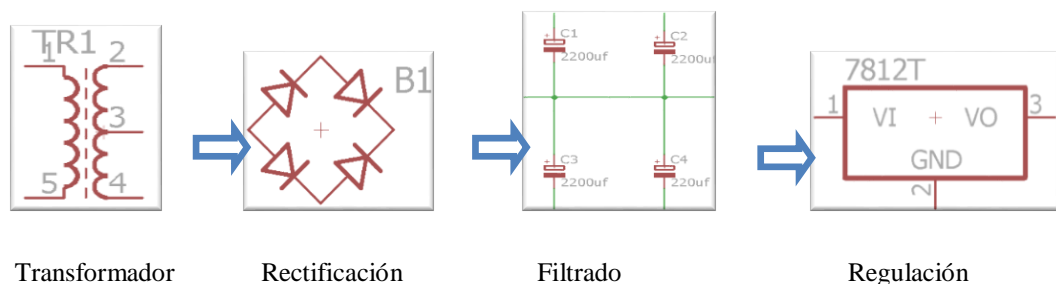 TR1
1
2
3
5
4
B1
C1
2200uf
C2
2200uf
C3
2200uf
C4
220uf
7812T
1
VI + VO
3
GND
2
Transformador
Rectificación
Filtrado
Regulación